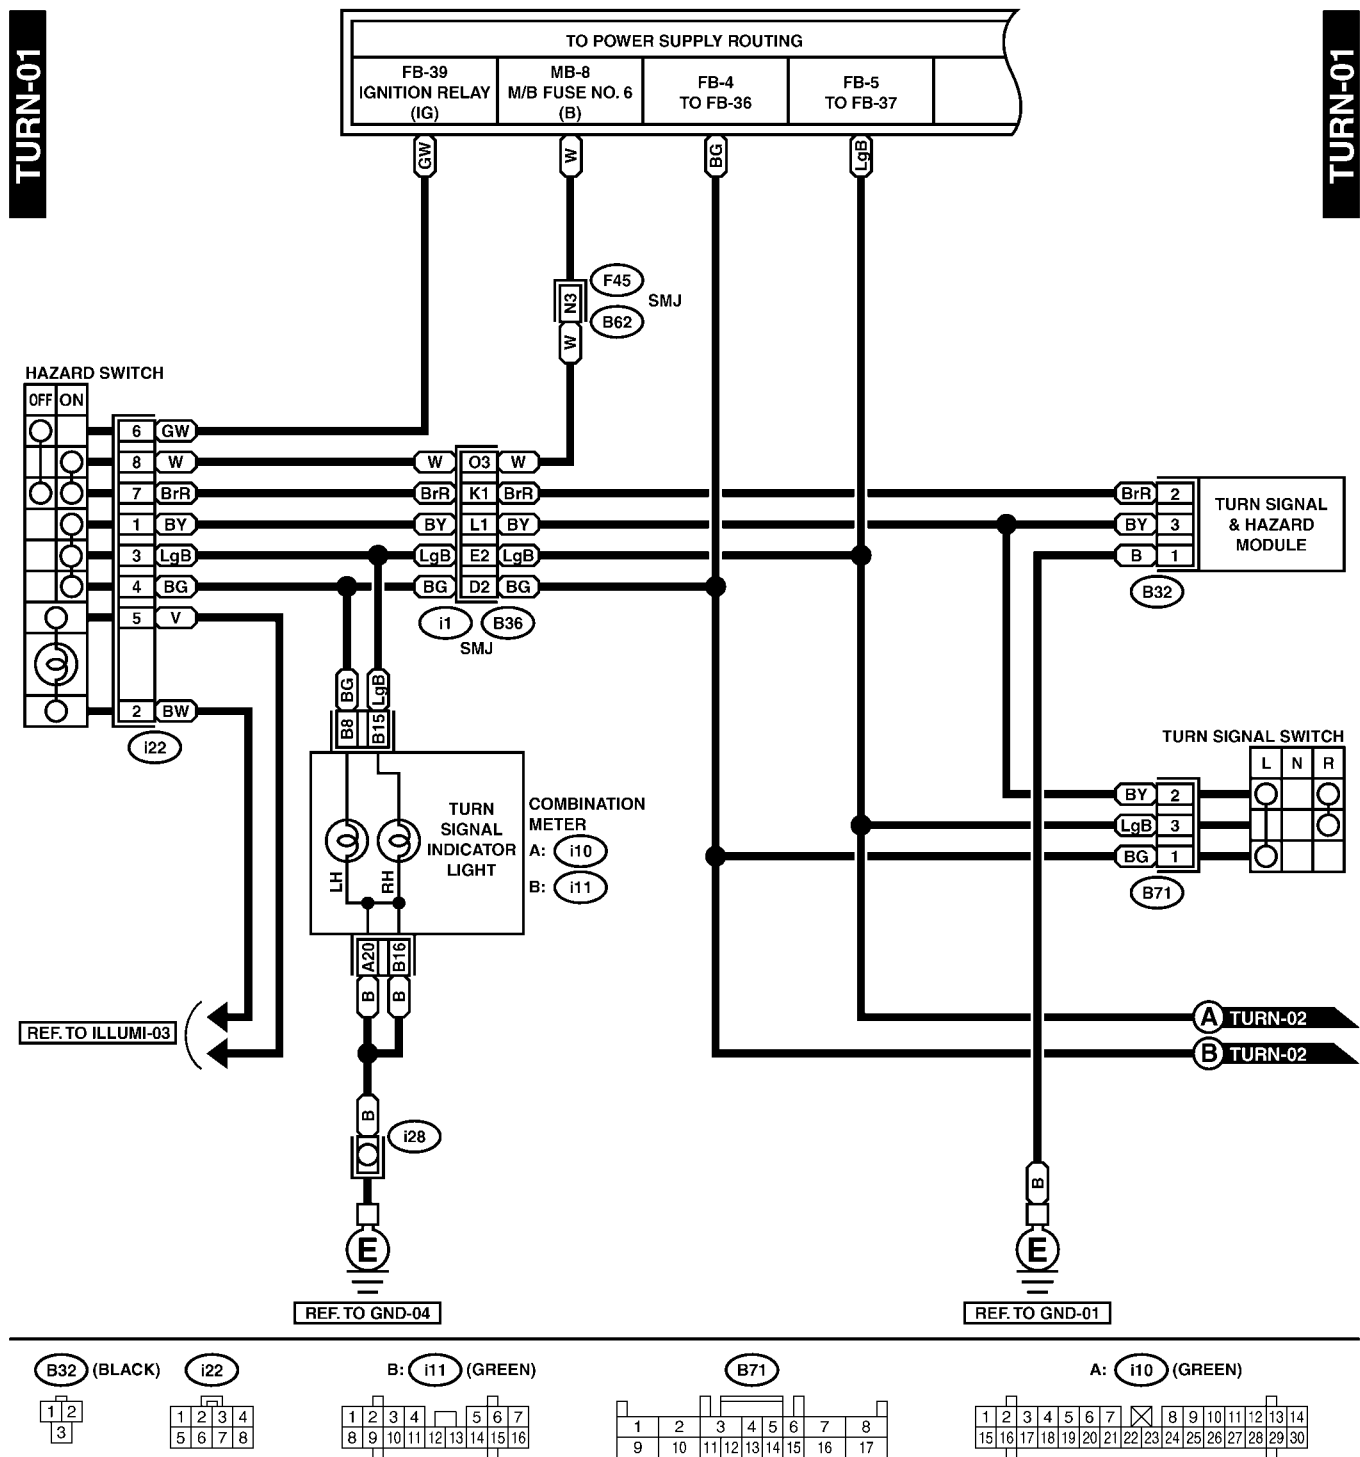 TURN-01
TURN-01
TO POWER SUPPLY ROUTING
FB-39
IGNITION RELAY
(IG)
MB-8
M/B FUSE NO. 6
(B)
FB-4
TO FB-36
FB-5
TO FB-37
GW
W
BG
LgB
N3
F45
SMJ
B62
W
HAZARD SWITCH
OFF ON
6 GW
8 W W O3 W
7 BrR BrR K1 BrR BrR 2
1 BY BY L1 BY BY 3
3 LgB LgB E2 LgB B 1
4 BG BG D2 BG
5 V
2 BW
i22
i1 B36
SMJ
TURN SIGNAL
& HAZARD
MODULE
B32
BG LgB
B8 B15
TURN
SIGNAL
INDICATOR
LIGHT
LH RH
COMBINATION
METER
A: i10
B: i11
A20 B16
B B
TURN SIGNAL SWITCH
L N R
BY 2
LgB 3
BG 1
B71
REF. TO ILLUMI-03
A TURN-02
B TURN-02
B
i28
B
E
E
REF. TO GND-04
REF. TO GND-01
B32 (BLACK)
1 2
3
i22
1 2 3 4
5 6 7 8
B: i11 (GREEN)
1 2 3 4 5 6 7
8 9 10 11 12 13 14 15 16
B71
1 2 3 4 5 6 7 8
9 10 11 12 13 14 15 16 17
A: i10 (GREEN)
1 2 3 4 5 6 7 8 9 10 11 12 13 14
15 16 17 18 19 20 21 22 23 24 25 26 27 28 29 30